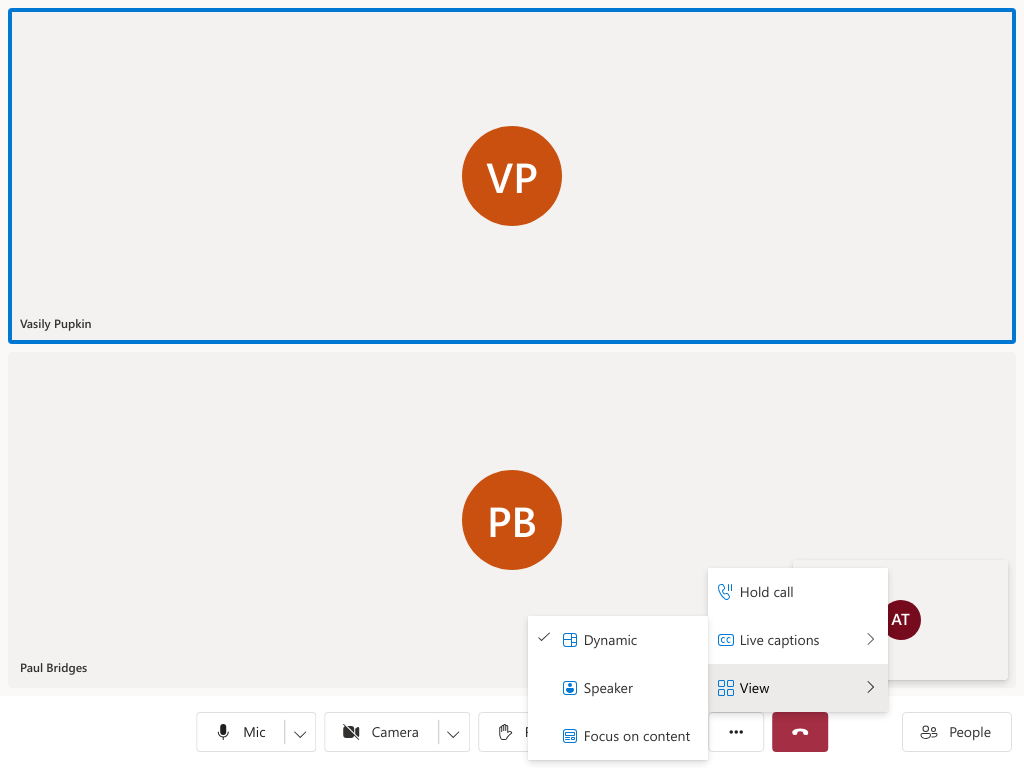 VP
Vasily Pupkin
PB
Paul Bridges
AT
Hold call
CC Live captions
View
Dynamic
Speaker
Focus on content
Mic
Camera
People